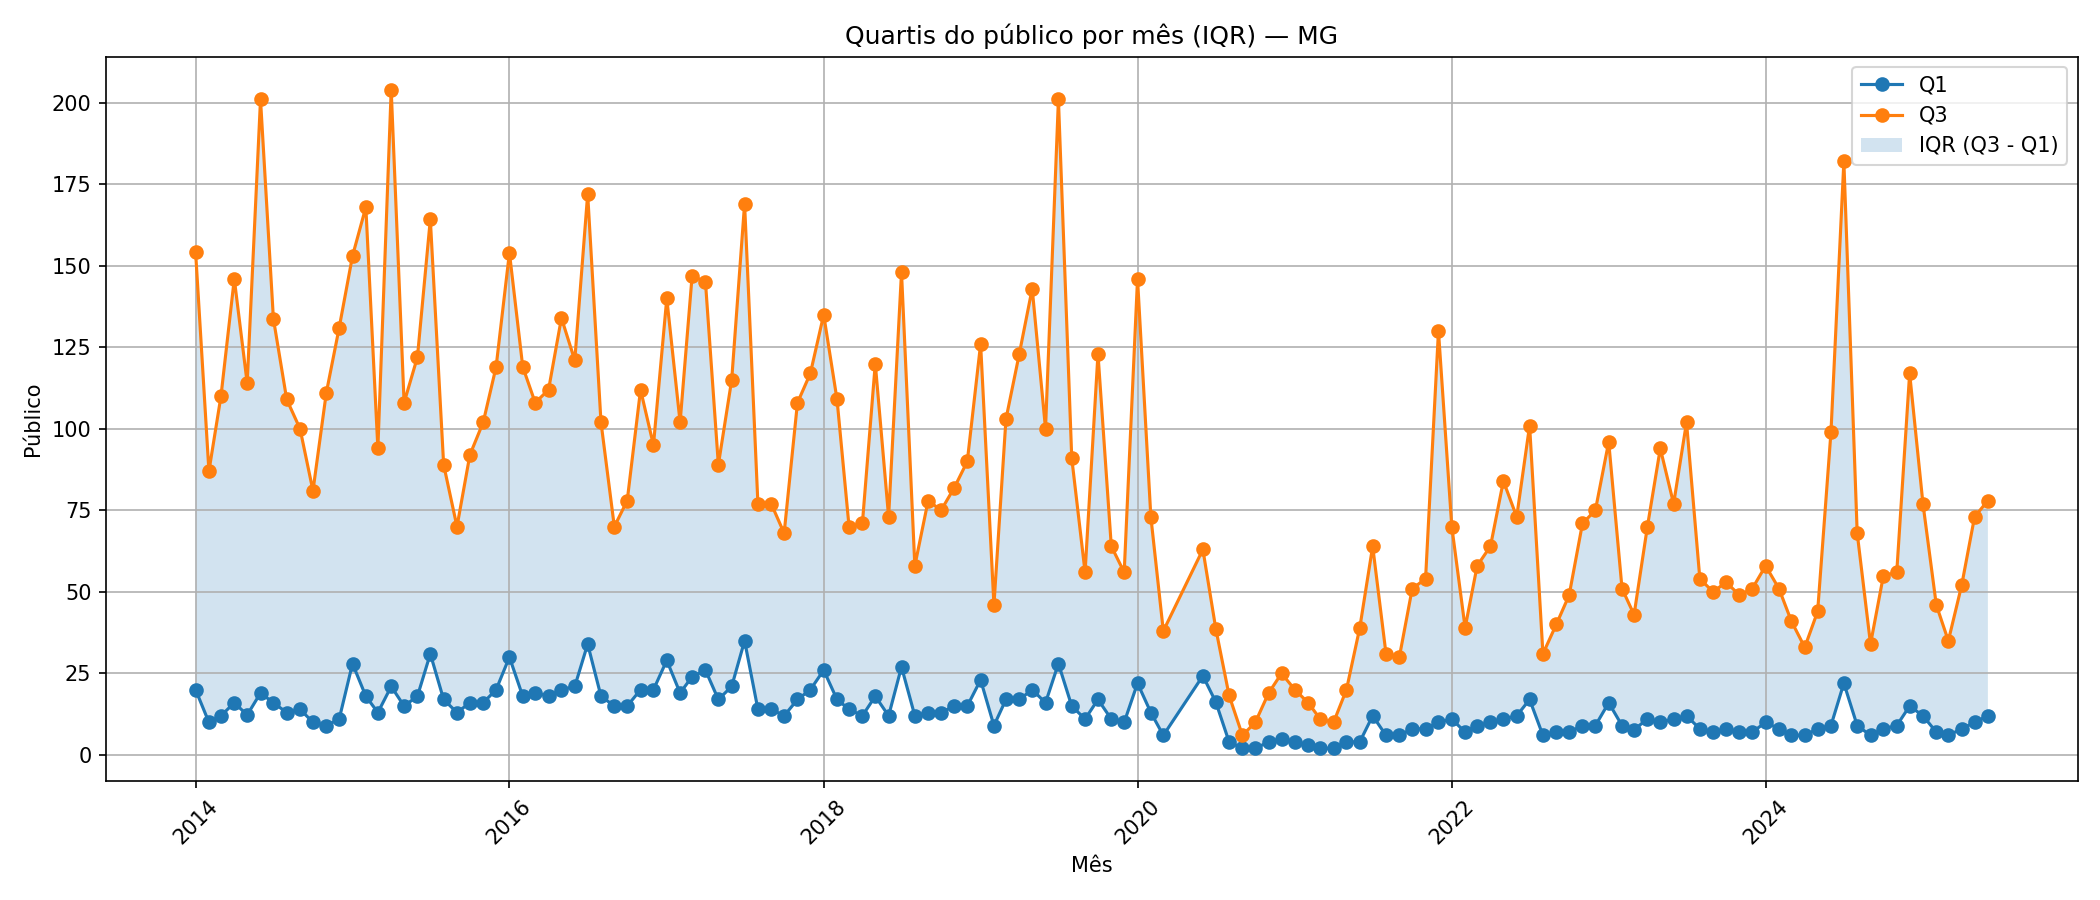 Quartis do público por mês (IQR) — MG
Q1
Q3
IQR (Q3 - Q1)
Público
200
175
150
125
100
75
50
25
0
2014
2016
2018
2020
2022
2024
Mês